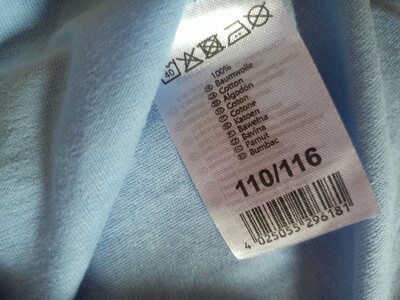 40
100%
Baumwolle
Cotton
Algodón
Coton
Cotone
Katoen
Bawełna
Bavlna
Pamut
Bumbac
110/116
4 025055 296181